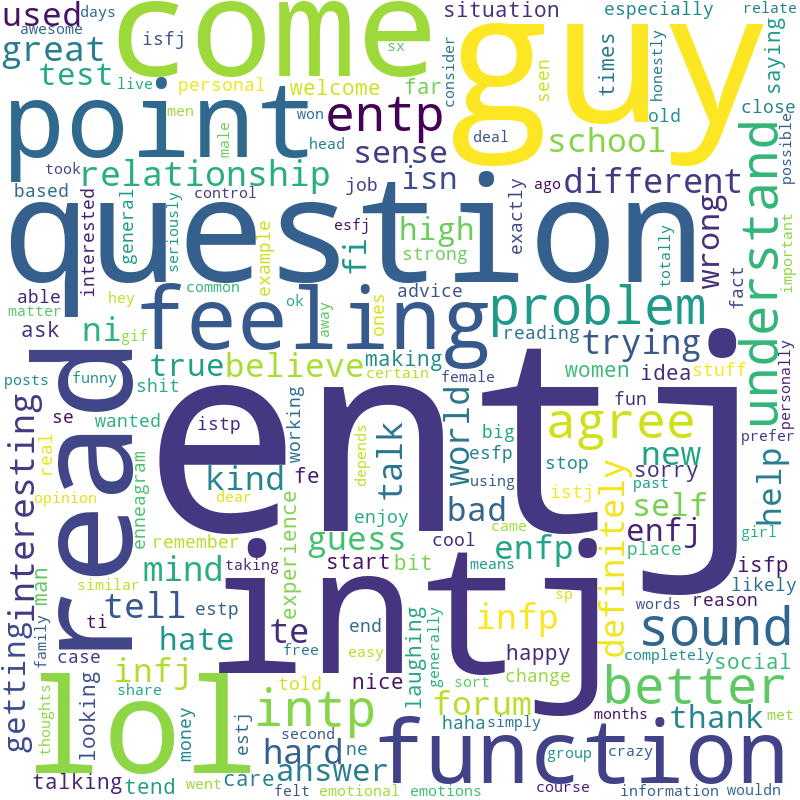 used
awesome
days
come
guy
situation
especially
relate
great
isfj
sx
test
live
personal
welcome
far
consider
seen
times
honestly
saying
point
men
male
won
head
entp
deal
old
close
school
possible
took
relationship
sense
based
control
job
isn
ago
different
understand
interested
general
seriously
question
esfj
fi
high
strong
exactly
totally
wrong
important
example
able
matter
hey
common
ok
away
ones
advice
fact
feeling
problem
ask
ni
gif
reading
trying
personally
read
true
believe
making
certain
women
idea
stuff
posts
funny
shit
female
fun
prefer
entj
se
wanted
istp
working
depends
world
big
agree
interesting
real
kind
talk
esfp
stop
new
fe
using
istj
sorry
opinion
enneagram
dear
bad
past
self
help
definitely
experience
enjoy
came
girl
remember
guess
cool
enfp
enfj
place
man
mind
taking
start
bit
means
isfp
similar
intj
likely
getting
tell
estp
te
laughing
infp
sp
words
reason
ti
hate
end
free
easy
generally
happy
sound
family
case
infj
nice
change
completely
social
thoughts
looking
share
told
sort
better
lol
money
estj
intp
forum
months
thank
met
haha
simply
second
hard
ne
function
group
crazy
talking
tend
went
care
answer
felt
emotional
emotions
course
information
wouldn